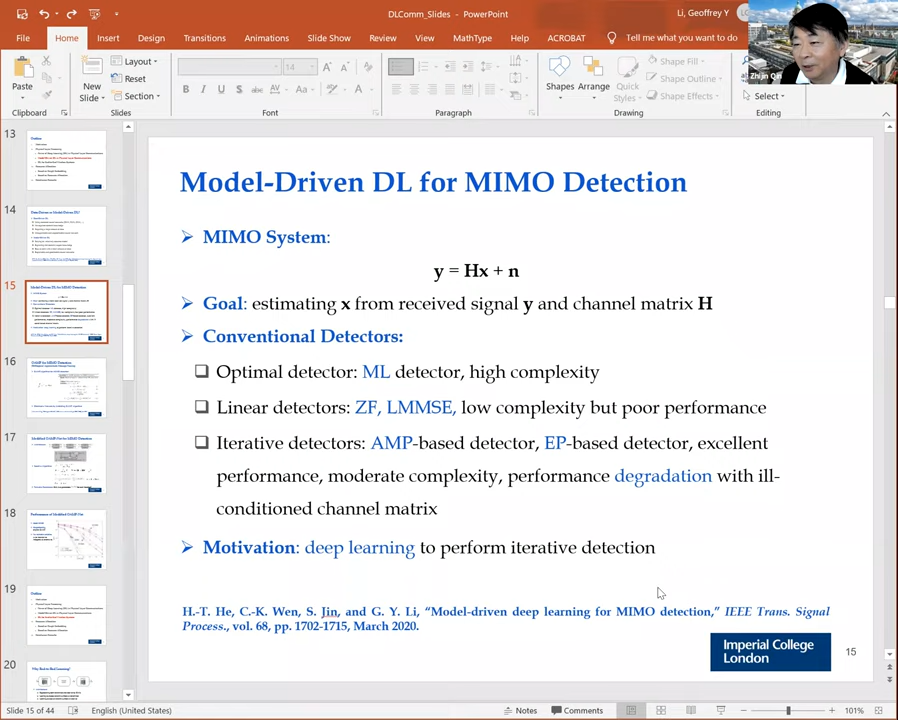 DLComm_Slides - PowerPoint
Li, Geoffrey Y
File Home Insert Design Transitions Animations Slide Show Review View MathType Help ACROBAT Tell me what you want to do
Zhijin Qin
Paste
New
Slide
Layout
Reset
Section
14
B I U S abc AV Aa A
Shapes Arrange Quick
Styles
Shape Fill
Shape Outline
Shape Effects
Select
Clipboard Slides Font Paragraph Drawing Editing
13
14
15
16
17
18
19
20
Model-Driven DL for MIMO Detection
MIMO System:
y = Hx + n
Goal: estimating x from received signal y and channel matrix H
Conventional Detectors:
Optimal detector: ML detector, high complexity
Linear detectors: ZF, LMMSE, low complexity but poor performance
Iterative detectors: AMP-based detector, EP-based detector, excellent
performance, moderate complexity, performance degradation with ill-
conditioned channel matrix
Motivation: deep learning to perform iterative detection
H.-T. He, C.-K. Wen, S. Jin, and G. Y. Li, “Model-driven deep learning for MIMO detection,” IEEE Trans. Signal
Process., vol. 68, pp. 1702-1715, March 2020.
Imperial College
London
15
Slide 15 of 44 English (United States) Notes Comments 101%